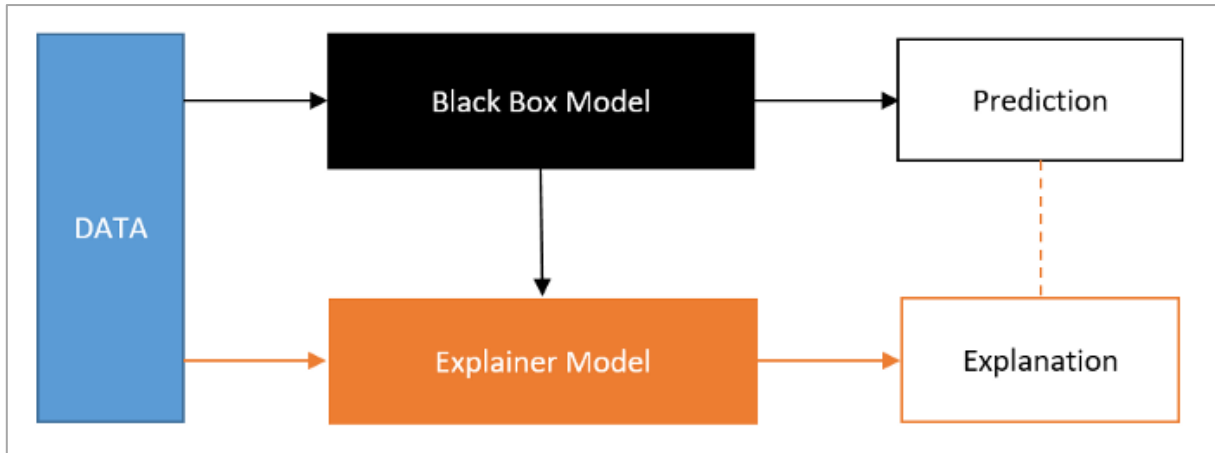 DATA
Black Box Model
Prediction
Explainer Model
Explanation